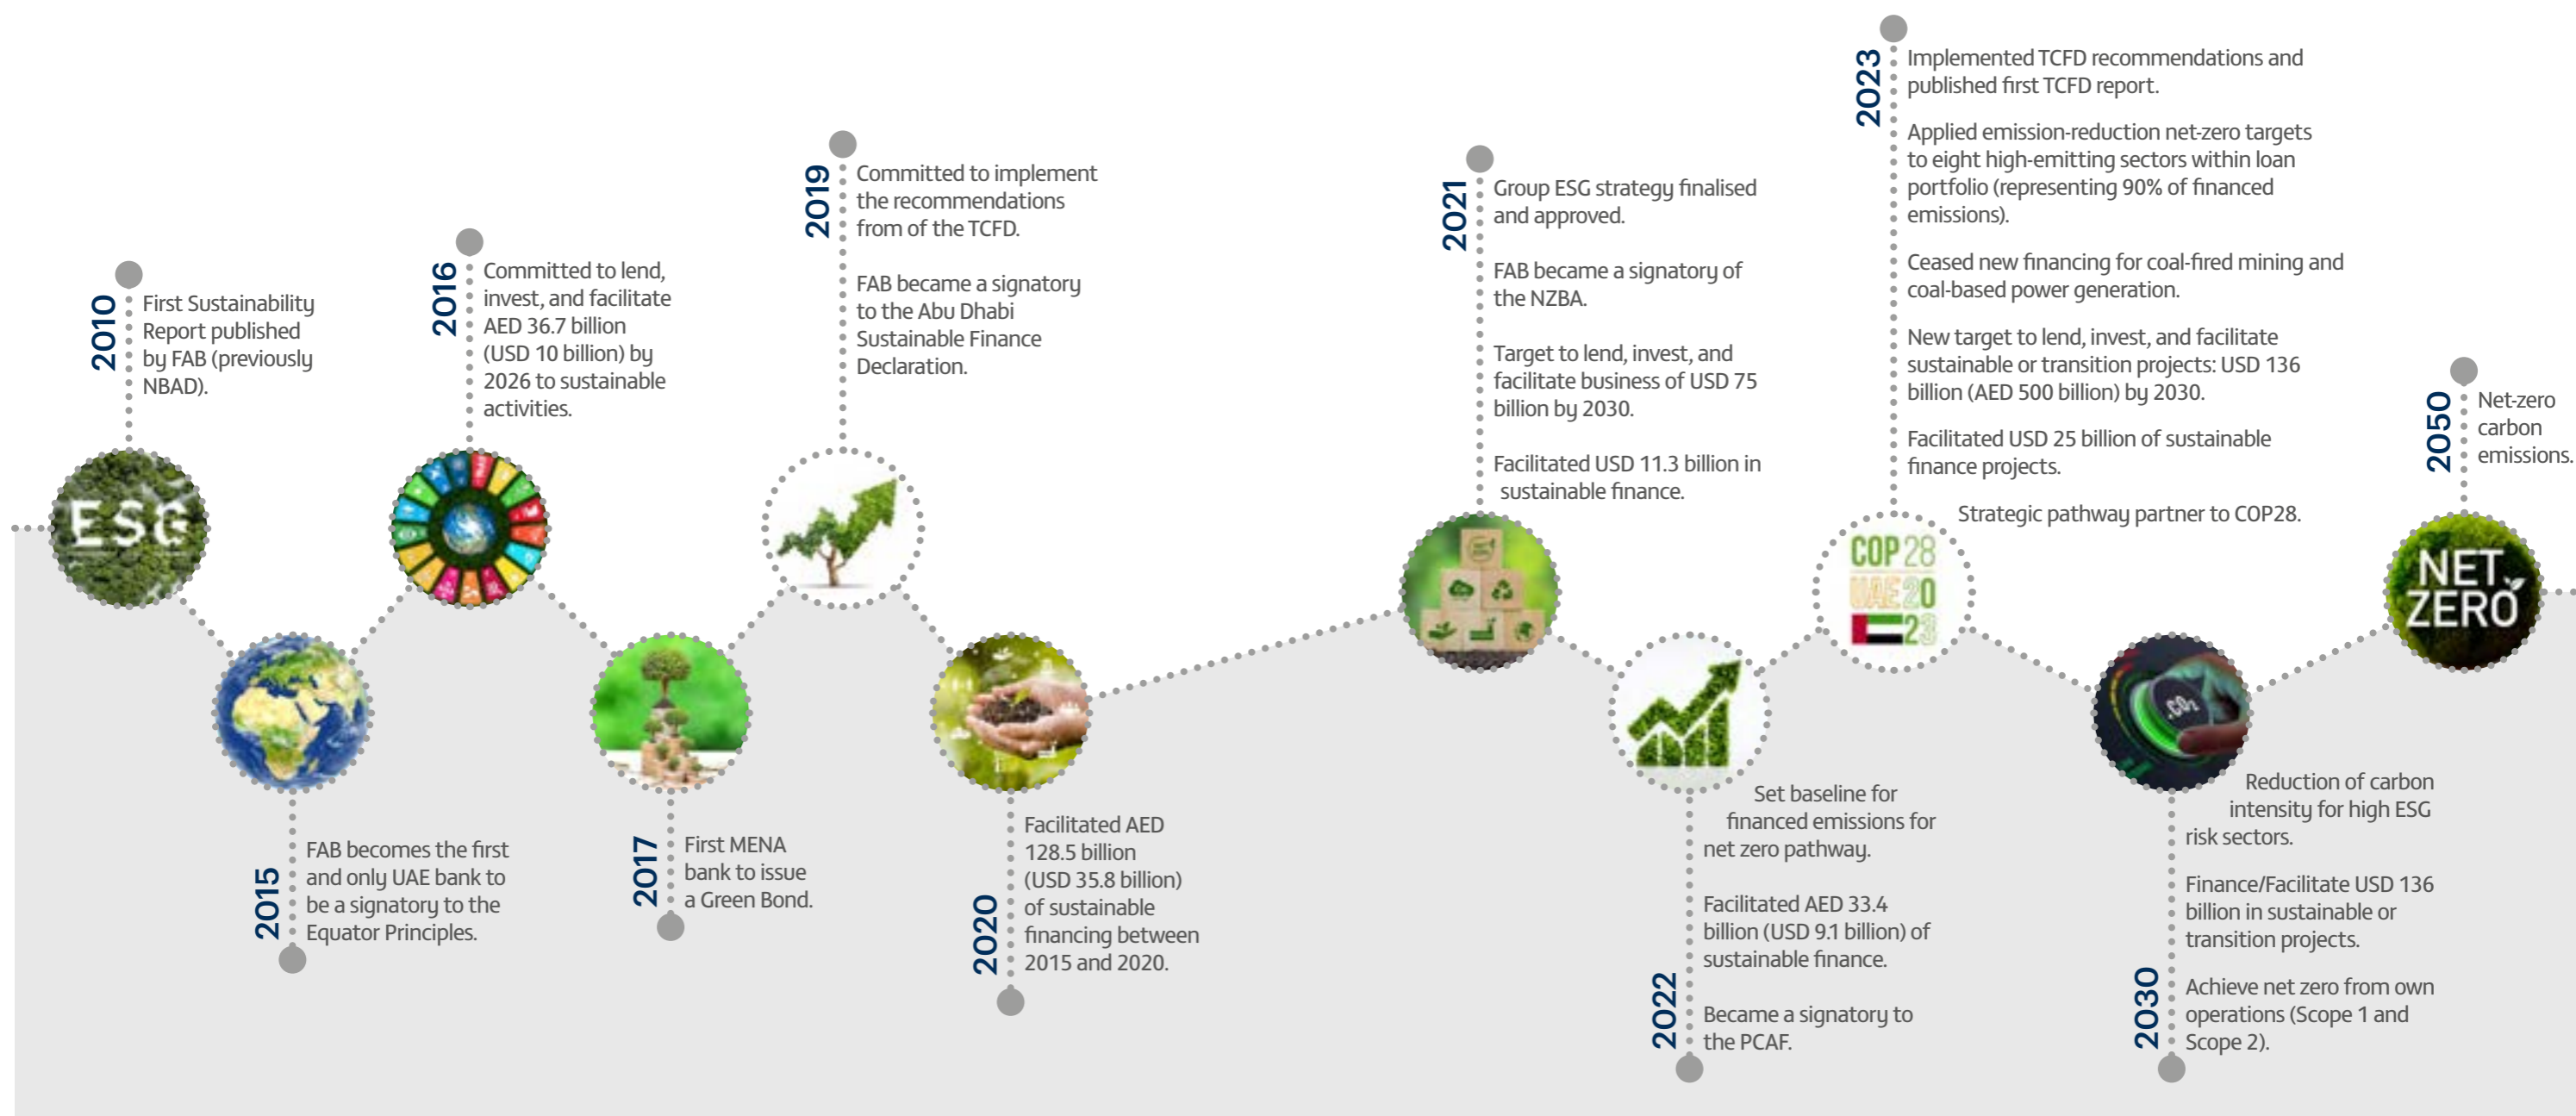 2010
First Sustainability
Report published
by FAB (previously
NBAD).
ESG
2015
FAB becomes the first
and only UAE bank to
be a signatory to the
Equator Principles.
2016
Committed to lend,
invest, and facilitate
AED 36.7 billion
(USD 10 billion) by
2026 to sustainable
activities.
2017
First MENA
bank to issue
a Green Bond.
2019
Committed to implement
the recommendations
from of the TCFD.
FAB became a signatory
to the Abu Dhabi
Sustainable Finance
Declaration.
2020
Facilitated AED
128.5 billion
(USD 35.8 billion)
of sustainable
financing between
2015 and 2020.
2021
Group ESG strategy finalised
and approved.
FAB became a signatory of
the NZBA.
Target to lend, invest, and
facilitate business of USD 75
billion by 2030.
Facilitated USD 11.3 billion in
sustainable finance.
2022
Set baseline for
financed emissions for
net zero pathway.
Facilitated AED 33.4
billion (USD 9.1 billion) of
sustainable finance.
Became a signatory to
the PCAF.
2023
Implemented TCFD recommendations and
published first TCFD report.
Applied emission-reduction net-zero targets
to eight high-emitting sectors within loan
portfolio (representing 90% of financed
emissions).
Ceased new financing for coal-fired mining and
coal-based power generation.
New target to lend, invest, and facilitate
sustainable or transition projects: USD 136
billion (AED 500 billion) by 2030.
Facilitated USD 25 billion of sustainable
finance projects.
Strategic pathway partner to COP28.
COP 28
UAE 20
23
2030
CO₂
Reduction of carbon
intensity for high ESG
risk sectors.
Finance/Facilitate USD 136
billion in sustainable or
transition projects.
Achieve net zero from own
operations (Scope 1 and
Scope 2).
2050
Net-zero
carbon
emissions.
NET
ZERO